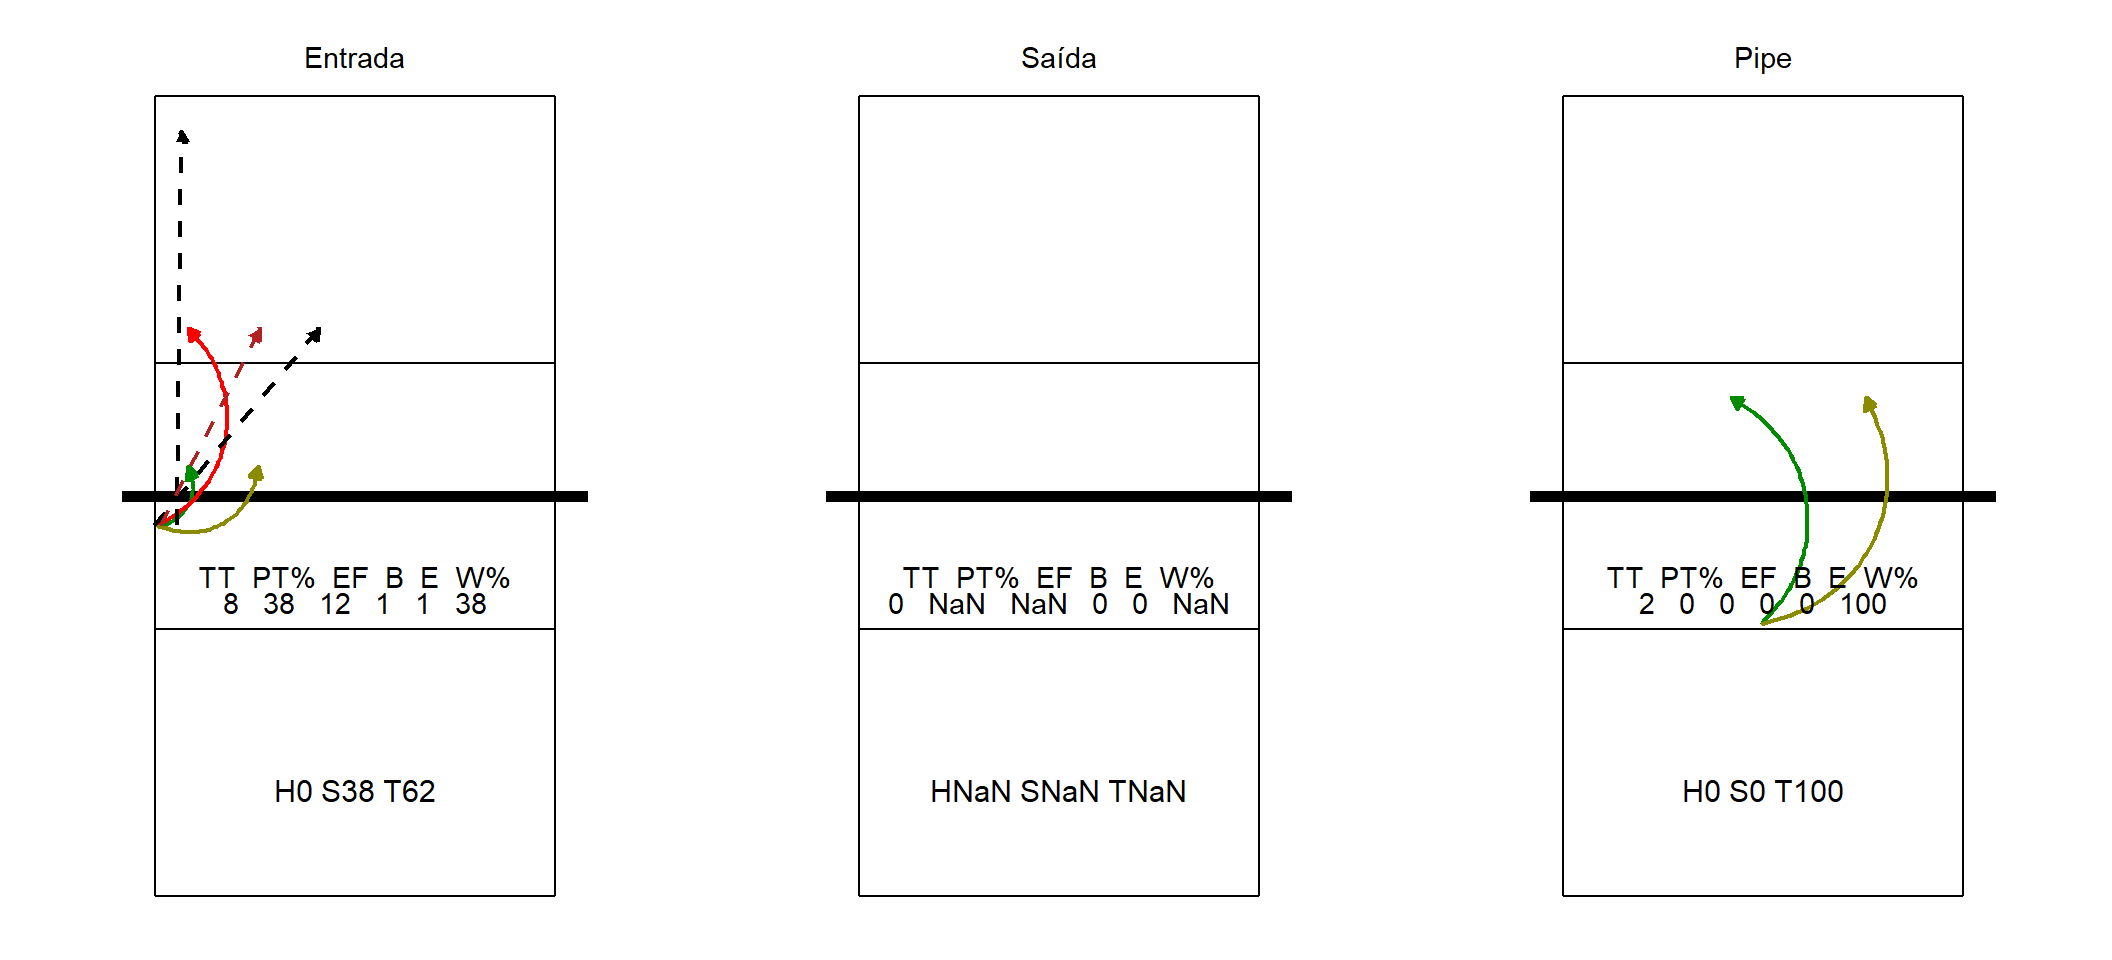 Entrada
TT PT% EF B E W%
8 38 12 1 1 38
H0 S38 T62
Saída
TT PT% EF B E W%
0 NaN NaN 0 0 NaN
HNaN SNaN TNaN
Pipe
TT PT% EF B E W%
2 0 0 0 0 100
H0 S0 T100